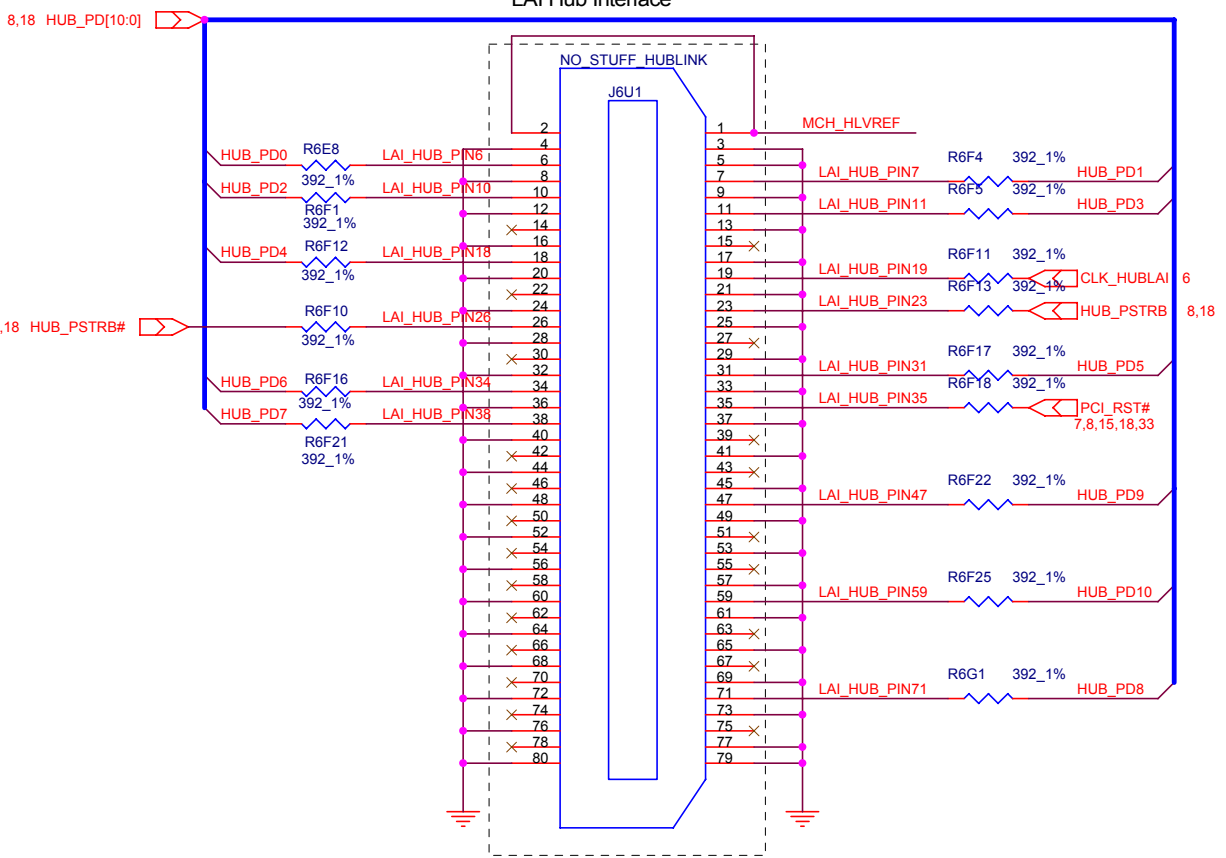 LAI Hub Interface
8,18 HUB_PD[10:0]
NO_STUFF_HUBLINK
J6U1
MCH_HLVREF
2 1
4 3
HUB_PD0 R6E8 392_1% LAI_HUB_PIN6 6 5
8 7 LAI_HUB_PIN7 R6F4 392_1% HUB_PD1
HUB_PD2 R6F1 392_1% LAI_HUB_PIN10 10 9
12 11 LAI_HUB_PIN11 R6F5 392_1% HUB_PD3
14 13
16 15
HUB_PD4 R6F12 392_1% LAI_HUB_PIN18 18 17
20 19 LAI_HUB_PIN19 R6F11 392_1% CLK_HUBLAI 6
22 21
24 23 LAI_HUB_PIN23 R6F13 392_1% HUB_PSTRB 8,18
,18 HUB_PSTRB# R6F10 392_1% LAI_HUB_PIN26 26 25
28 27
30 29
32 31 LAI_HUB_PIN31 R6F17 392_1% HUB_PD5
HUB_PD6 R6F16 392_1% LAI_HUB_PIN34 34 33
36 35 LAI_HUB_PIN35 R6F18 392_1% PCI_RST#
7,8,15,18,33
HUB_PD7 R6F21 392_1% LAI_HUB_PIN38 38 37
40 39
42 41
44 43
46 45
48 47 LAI_HUB_PIN47 R6F22 392_1% HUB_PD9
50 49
52 51
54 53
56 55
58 57
60 59 LAI_HUB_PIN59 R6F25 392_1% HUB_PD10
62 61
64 63
66 65
68 67
70 69
72 71 LAI_HUB_PIN71 R6G1 392_1% HUB_PD8
74 73
76 75
78 77
80 79